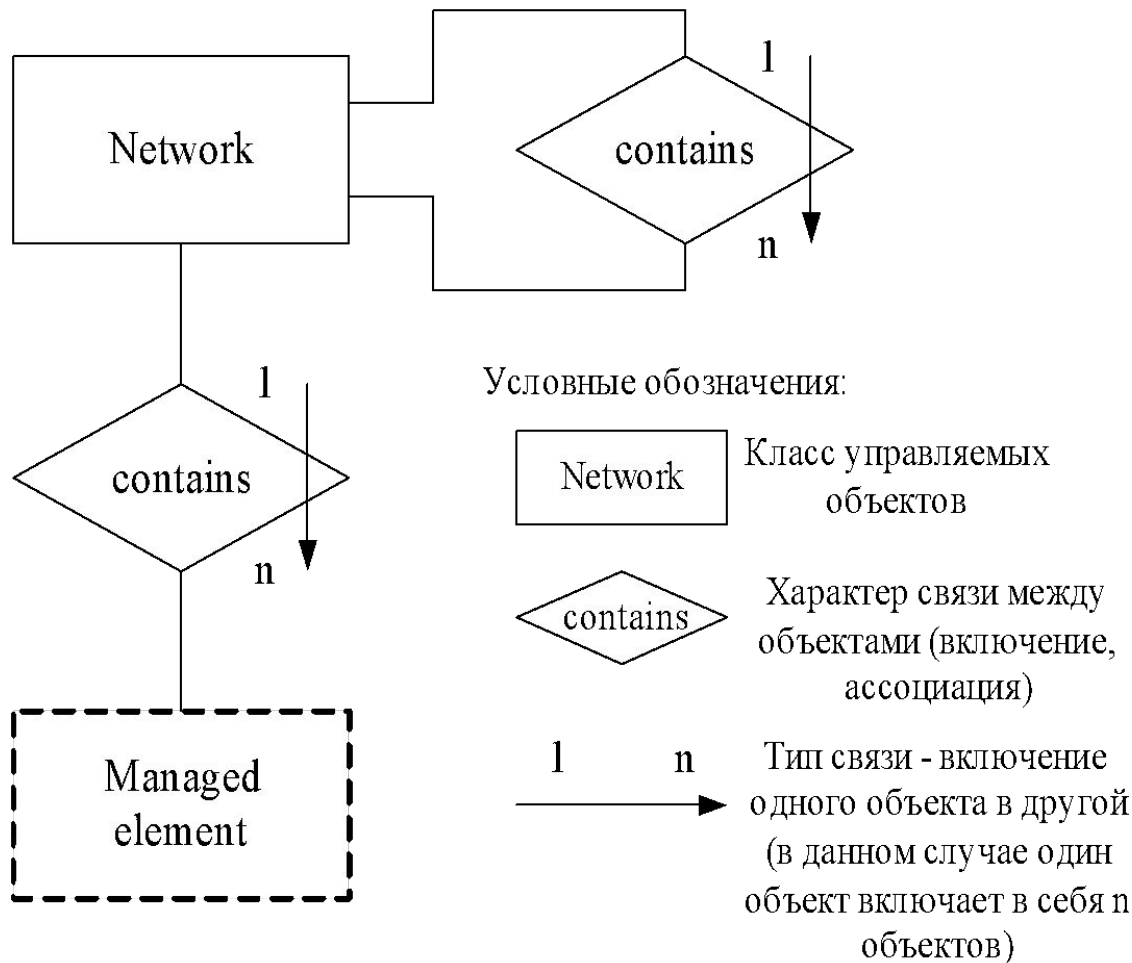 Network
1
contains
n
1
contains
n
Managed
element
Условные обозначения:
Network
Класс управляемых
объектов
contains
Характер связи между
объектами (включение,
ассоциация)
1 n
Тип связи - включение
одного объекта в другой
(в данном случае один
объект включает в себя n
объектов)